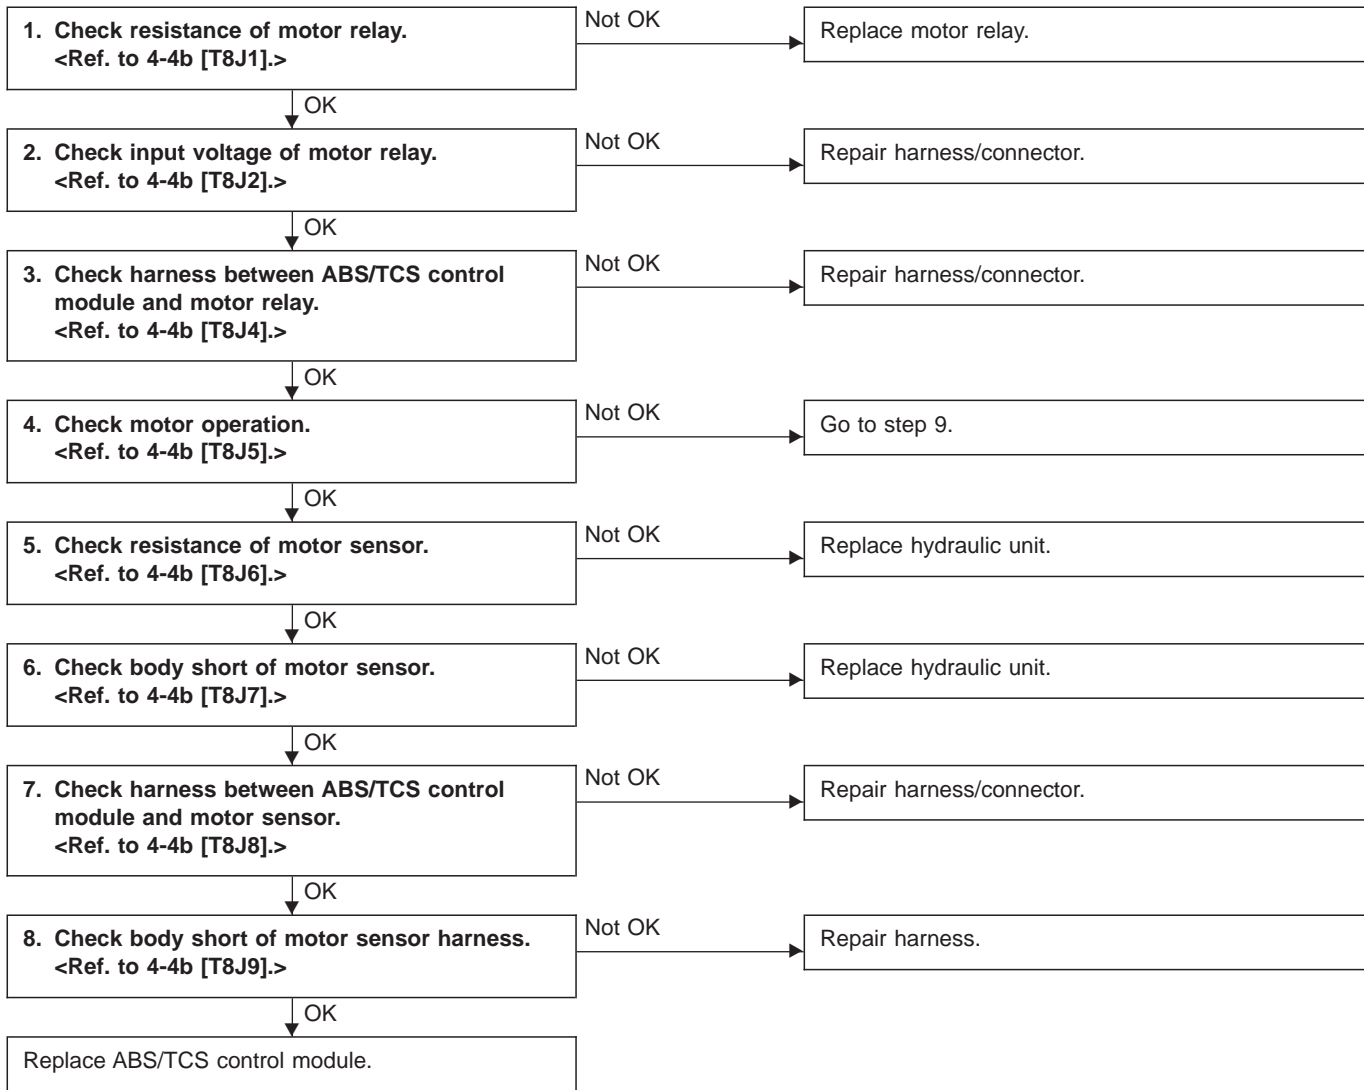 1. Check resistance of motor relay.
<Ref. to 4-4b [T8J1].>
Not OK
Replace motor relay.
OK
2. Check input voltage of motor relay.
<Ref. to 4-4b [T8J2].>
Not OK
Repair harness/connector.
OK
3. Check harness between ABS/TCS control
module and motor relay.
<Ref. to 4-4b [T8J4].>
Not OK
Repair harness/connector.
OK
4. Check motor operation.
<Ref. to 4-4b [T8J5].>
Not OK
Go to step 9.
OK
5. Check resistance of motor sensor.
<Ref. to 4-4b [T8J6].>
Not OK
Replace hydraulic unit.
OK
6. Check body short of motor sensor.
<Ref. to 4-4b [T8J7].>
Not OK
Replace hydraulic unit.
OK
7. Check harness between ABS/TCS control
module and motor sensor.
<Ref. to 4-4b [T8J8].>
Not OK
Repair harness/connector.
OK
8. Check body short of motor sensor harness.
<Ref. to 4-4b [T8J9].>
Not OK
Repair harness.
OK
Replace ABS/TCS control module.